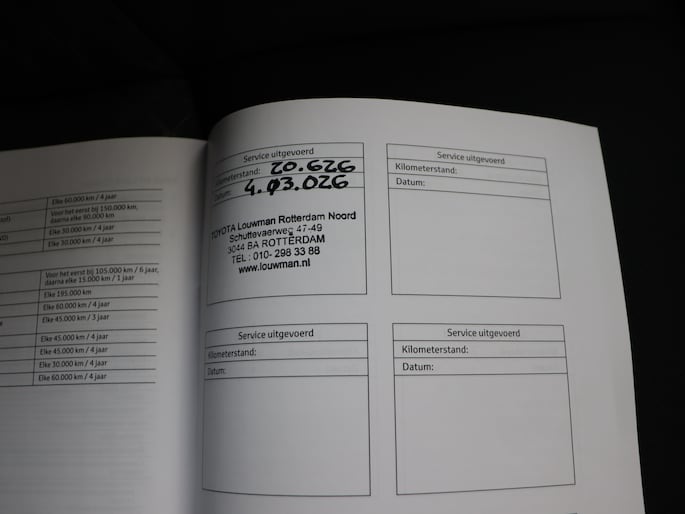 Elke 60.000 km / 4 jaar
Voor het eerst bij 150.000 km,
daarna elke 90.000 km
Elke 30.000 km / 4 jaar
Elke 30.000 km / 4 jaar
Voor het eerst bij 105.000 km / 6 jaar,
daarna elke 15.000 km / 1 jaar
Elke 195.000 km
Elke 60.000 km / 4 jaar
Elke 45.000 km / 3 jaar
Elke 45.000 km / 4 jaar
Elke 45.000 km / 4 jaar
Elke 30.000 km / 4 jaar
Elke 60.000 km / 4 jaar
Service uitgevoerd
Kilometerstand: 20.626
Datum: 4.03.026
TOYOTA Louwman Rotterdam Noord
Schuttevaerweg 47-49
3044 BA ROTTERDAM
TEL : 010- 298 33 88
www.louwman.nl
Service uitgevoerd
Kilometerstand:
Datum:
Service uitgevoerd
Kilometerstand:
Datum:
Service uitgevoerd
Kilometerstand:
Datum: